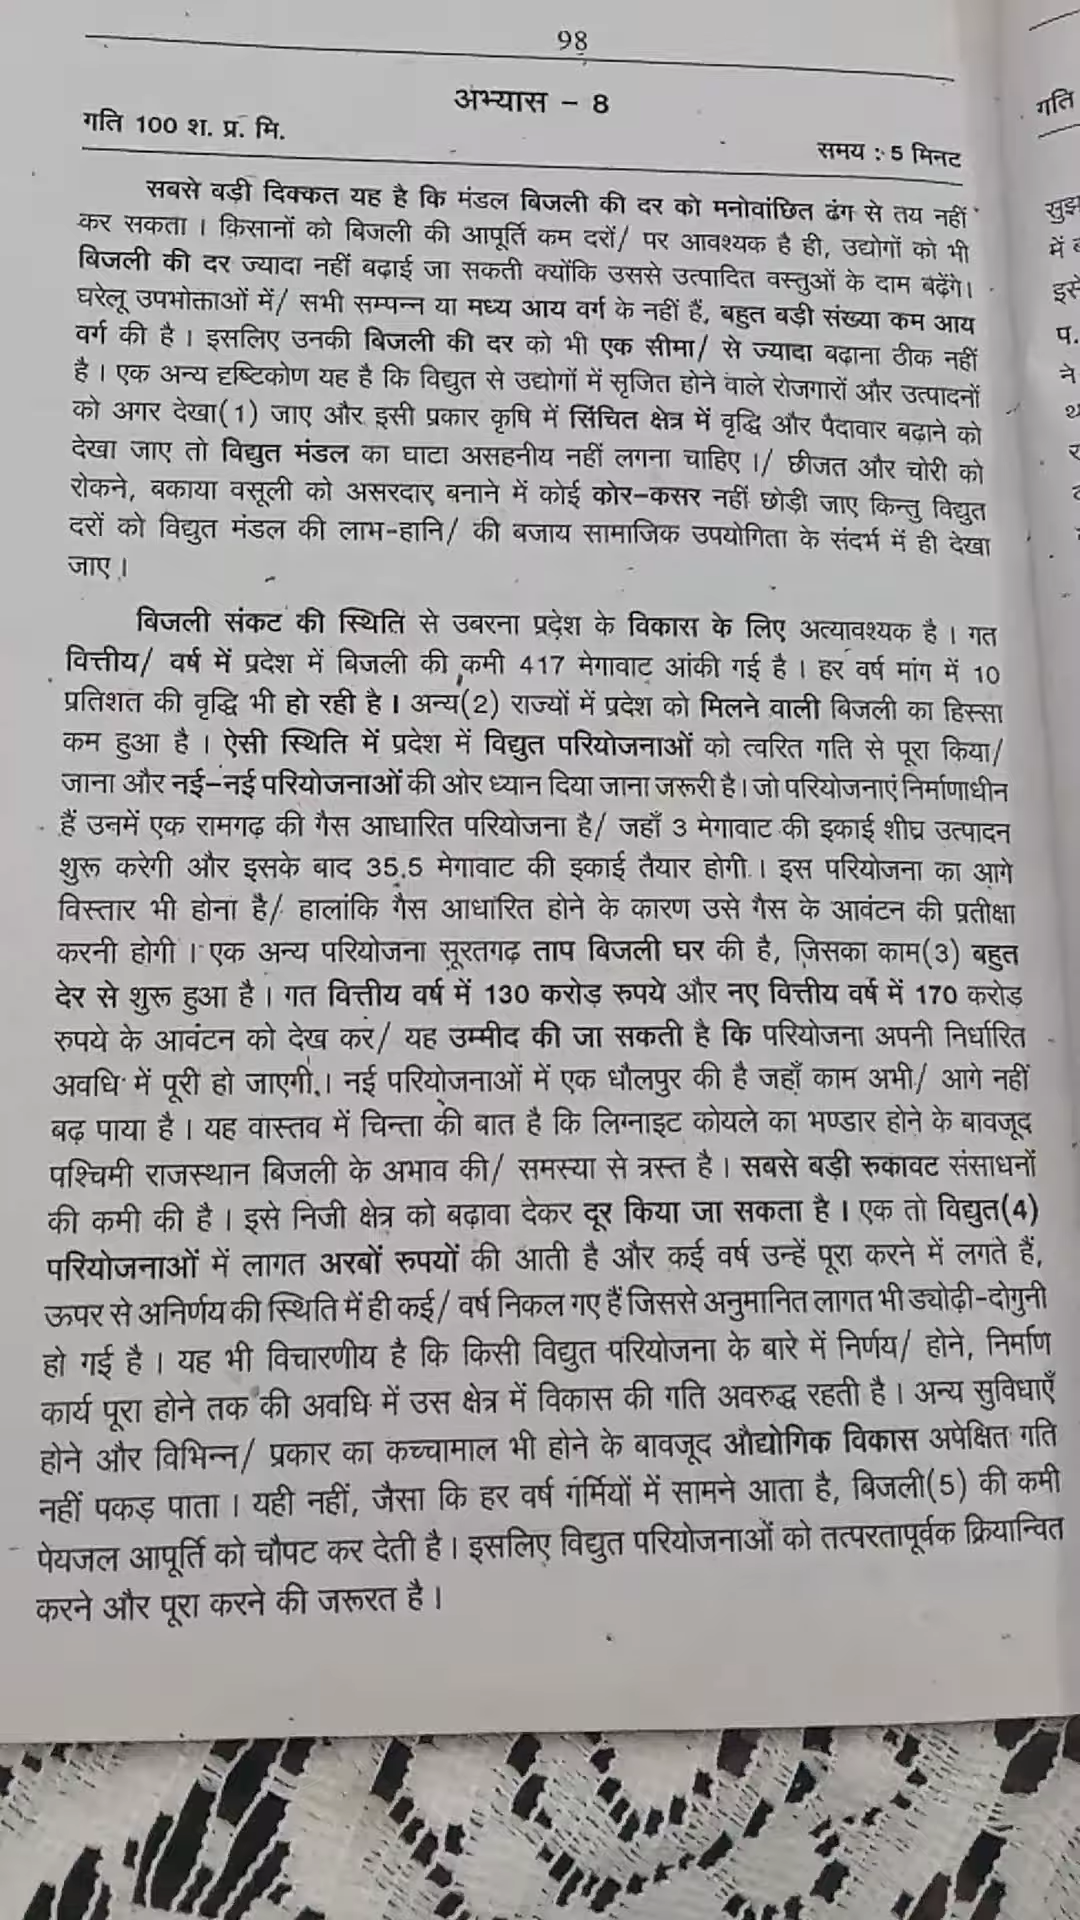 98
अभ्यास – 8
गति 100 श. प्र. मि.
समय : 5 मिनट
सबसे बड़ी दिक्कत यह है कि मंडल बिजली की दर को मनोवांछित ढंग से तय नहीं
कर सकता । किसानों को बिजली की आपूर्ति कम दरों/ पर आवश्यक है ही, उद्योगों को भी
बिजली की दर ज्यादा नहीं बढ़ाई जा सकती क्योंकि उससे उत्पादित वस्तुओं के दाम बढ़ेंगे।
घरेलू उपभोक्ताओं में/ सभी सम्पन्न या मध्य आय वर्ग के नहीं हैं, बहुत बड़ी संख्या कम आय
वर्ग की है । इसलिए उनकी बिजली की दर को भी एक सीमा/ से ज्यादा बढ़ाना ठीक नहीं
है । एक अन्य दृष्टिकोण यह है कि विद्युत से उद्योगों में सृजित होने वाले रोजगारों और उत्पादनों
को अगर देखा(1) जाए और इसी प्रकार कृषि में सिंचित क्षेत्र में वृद्धि और पैदावार बढ़ाने को
देखा जाए तो विद्युत मंडल का घाटा असहनीय नहीं लगना चाहिए ।/ छीजत और चोरी को
रोकने, बकाया वसूली को असरदार बनाने में कोई कोर-कसर नहीं छोड़ी जाए किन्तु विद्युत
दरों को विद्युत मंडल की लाभ-हानि/ की बजाय सामाजिक उपयोगिता के संदर्भ में ही देखा
जाए ।
बिजली संकट की स्थिति से उबरना प्रदेश के विकास के लिए अत्यावश्यक है । गत
वित्तीय/ वर्ष में प्रदेश में बिजली की कमी 417 मेगावाट आंकी गई है । हर वर्ष मांग में 10
प्रतिशत की वृद्धि भी हो रही है । अन्य(2) राज्यों में प्रदेश को मिलने वाली बिजली का हिस्सा
कम हुआ है । ऐसी स्थिति में प्रदेश में विद्युत परियोजनाओं को त्वरित गति से पूरा किया/
जाना और नई-नई परियोजनाओं की ओर ध्यान दिया जाना जरूरी है । जो परियोजनाएं निर्माणाधीन
हैं उनमें एक रामगढ़ की गैस आधारित परियोजना है/ जहाँ 3 मेगावाट की इकाई शीघ्र उत्पादन
शुरू करेगी और इसके बाद 35.5 मेगावाट की इकाई तैयार होगी । इस परियोजना का आगे
विस्तार भी होना है/ हालांकि गैस आधारित होने के कारण उसे गैस के आवंटन की प्रतीक्षा
करनी होगी । एक अन्य परियोजना सूरतगढ़ ताप बिजली घर की है, जिसका काम(3) बहुत
देर से शुरू हुआ है । गत वित्तीय वर्ष में 130 करोड़ रुपये और नए वित्तीय वर्ष में 170 करोड़
रुपये के आवंटन को देख कर/ यह उम्मीद की जा सकती है कि परियोजना अपनी निर्धारित
अवधि में पूरी हो जाएगी । नई परियोजनाओं में एक धौलपुर की है जहाँ काम अभी/ आगे नहीं
बढ़ पाया है । यह वास्तव में चिन्ता की बात है कि लिग्नाइट कोयले का भण्डार होने के बावजूद
पश्चिमी राजस्थान बिजली के अभाव की/ समस्या से त्रस्त है । सबसे बड़ी रुकावट संसाधनों
की कमी की है । इसे निजी क्षेत्र को बढ़ावा देकर दूर किया जा सकता है । एक तो विद्युत(4)
परियोजनाओं में लागत अरबों रुपयों की आती है और कई वर्ष उन्हें पूरा करने में लगते हैं,
ऊपर से अनिर्णय की स्थिति में ही कई/ वर्ष निकल गए हैं जिससे अनुमानित लागत भी ड्योढ़ी-दोगुनी
हो गई है । यह भी विचारणीय है कि किसी विद्युत परियोजना के बारे में निर्णय/ होने, निर्माण
कार्य पूरा होने तक की अवधि में उस क्षेत्र में विकास की गति अवरुद्ध रहती है । अन्य सुविधाएँ
होने और विभिन्न/ प्रकार का कच्चामाल भी होने के बावजूद औद्योगिक विकास अपेक्षित गति
नहीं पकड़ पाता । यही नहीं, जैसा कि हर वर्ष गर्मियों में सामने आता है, बिजली(5) की कमी
पेयजल आपूर्ति को चौपट कर देती है । इसलिए विद्युत परियोजनाओं को तत्परतापूर्वक क्रियान्वित
करने और पूरा करने की जरूरत है ।
गति
में
प.
ने